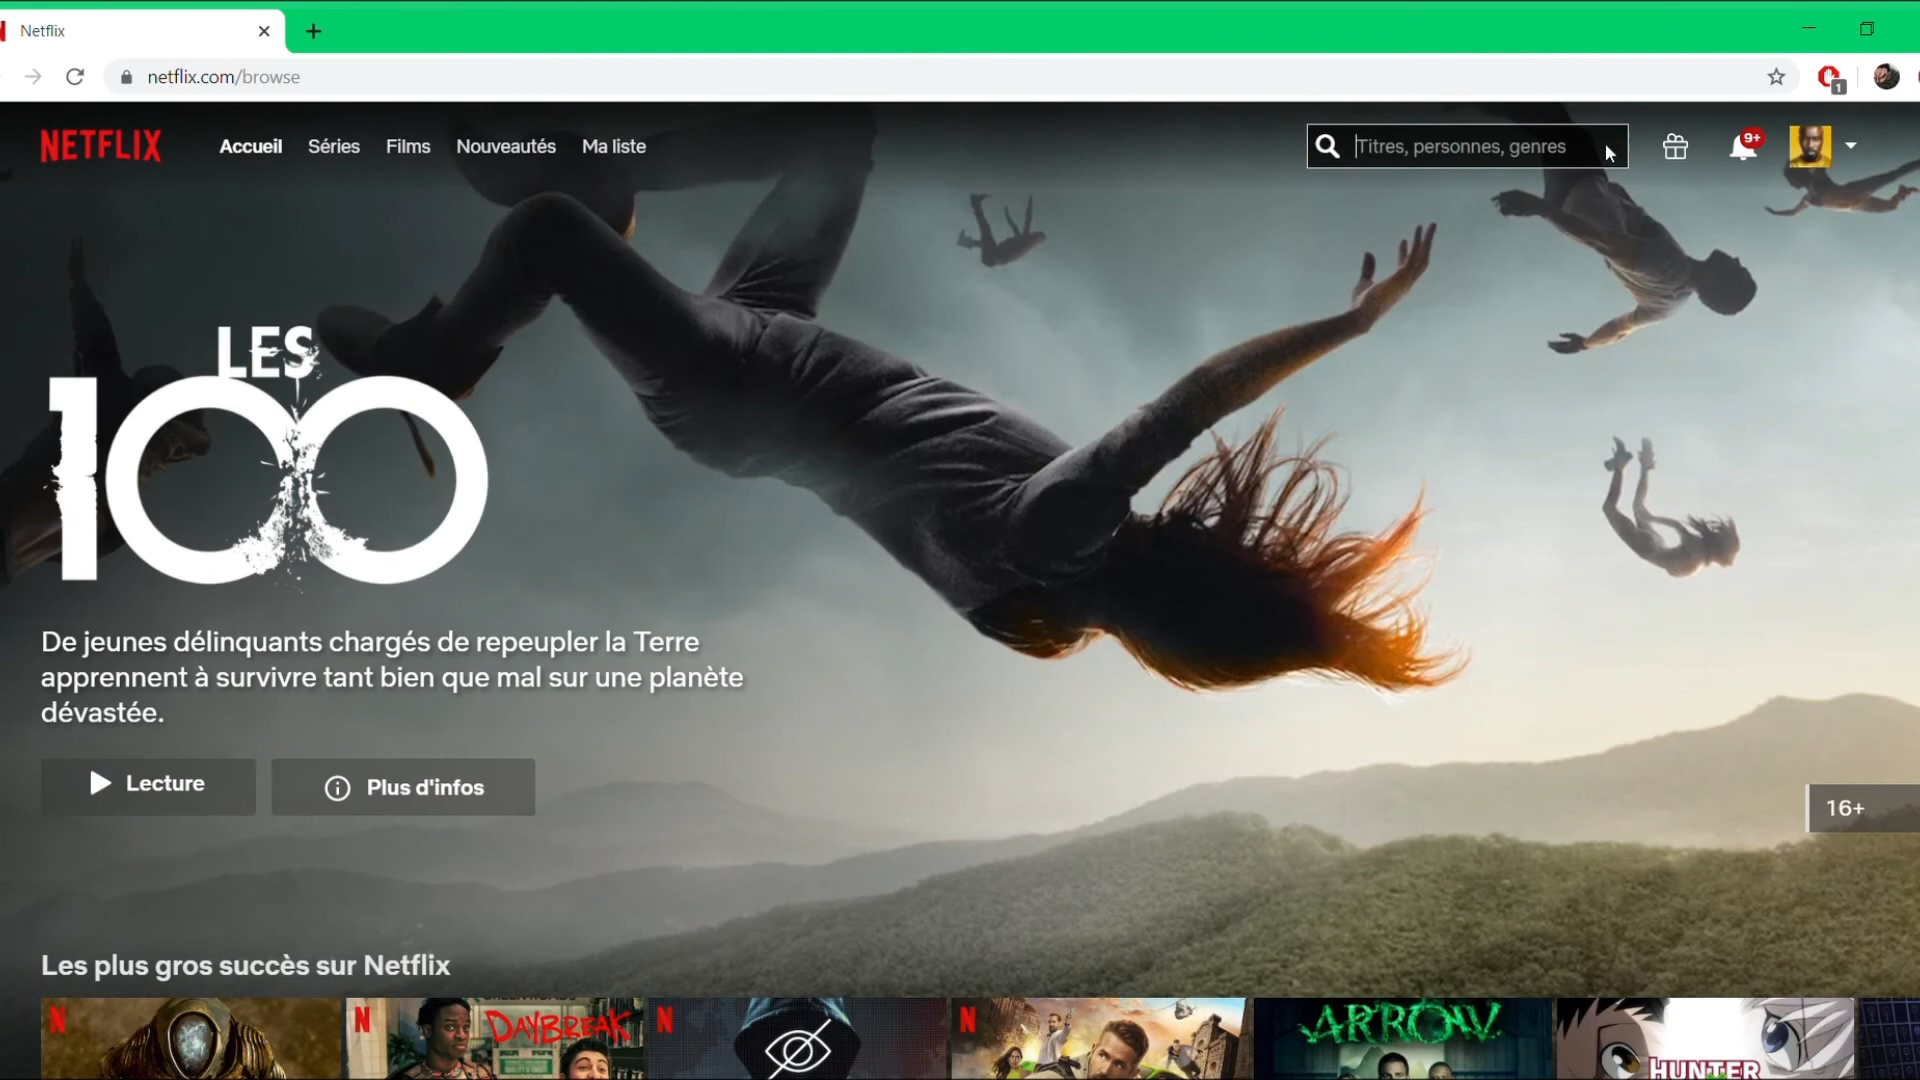 Netflix
netflix.com/browse
1
NETFLIX
Accueil Séries Films Nouveautés Ma liste
Titres, personnes, genres
9+
LES
100
De jeunes délinquants chargés de repeupler la Terre
apprennent à survivre tant bien que mal sur une planète
dévastée.
Lecture
Plus d'infos
16+
Les plus gros succès sur Netflix
N
N
DAYBREAK
N
N
ARROW
HUNTER